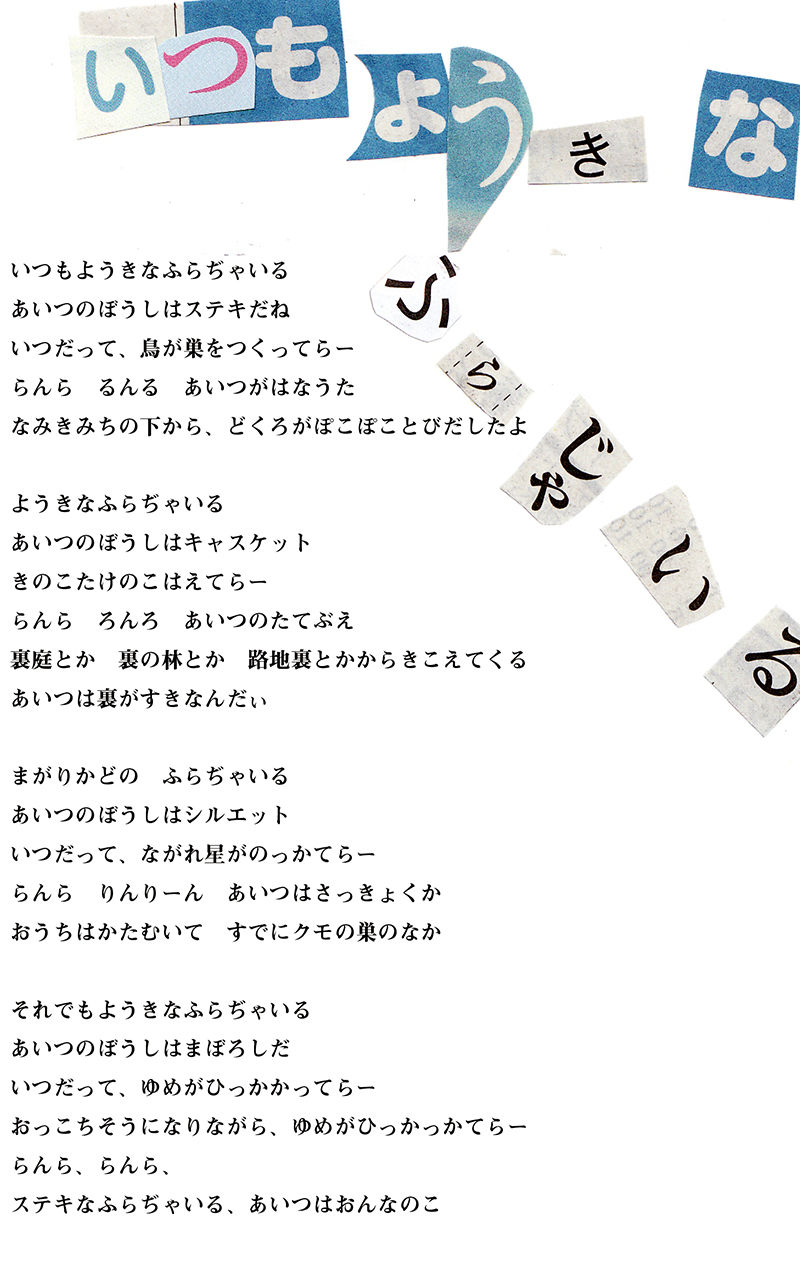 いつもようきな
ふらじゃいる
いつもようきなふらぢゃいる
あいつのぼうしはステキだね
いつだって、鳥が巣をつくってらー
らんら　るんる　あいつがはなうた
なみきみちの下から、どくろがぽこぽことびだしたよ
ようきなふらぢゃいる
あいつのぼうしはキャスケット
きのこたけのこはえてらー
らんら　ろんろ　あいつのたてぶえ
裏庭とか　裏の林とか　路地裏とかからきこえてくる
あいつは裏がすきなんだぃ
まがりかどの　ふらぢゃいる
あいつのぼうしはシルエット
いつだって、ながれ星がのっかてらー
らんら　りんりーん　あいつはさっきょくか
おうちはかたむいて　すでにクモの巣のなか
それでもようきなふらぢゃいる
あいつのぼうしはまぼろしだ
いつだって、ゆめがひっかかってらー
おっこちそうになりながら、ゆめがひっかっかてらー
らんら、らんら、
ステキなふらぢゃいる、あいつはおんなのこ